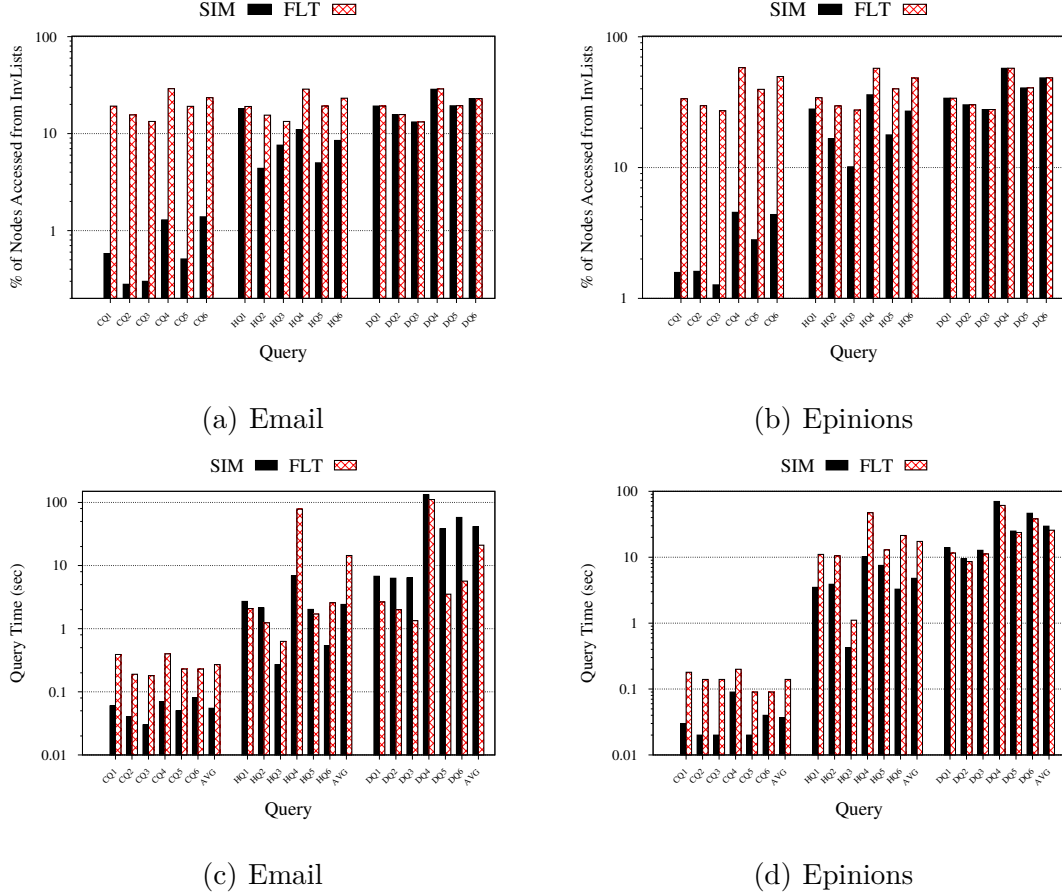 SIM FLT
% of Nodes Accessed from InvLists
100
10
1
CQ1 CQ2 CQ3 CQ4 CQ5 CQ6 HQ1 HQ2 HQ3 HQ4 HQ5 HQ6 DQ1 DQ2 DQ3 DQ4 DQ5 DQ6
Query
(a) Email
SIM FLT
% of Nodes Accessed from InvLists
100
10
1
CQ1 CQ2 CQ3 CQ4 CQ5 CQ6 HQ1 HQ2 HQ3 HQ4 HQ5 HQ6 DQ1 DQ2 DQ3 DQ4 DQ5 DQ6
Query
(b) Epinions
SIM FLT
Query Time (sec)
100
10
1
0.1
0.01
CQ1 CQ2 CQ3 CQ4 CQ5 CQ6 AVG HQ1 HQ2 HQ3 HQ4 HQ5 HQ6 AVG DQ1 DQ2 DQ3 DQ4 DQ5 DQ6 AVG
Query
(c) Email
SIM FLT
Query Time (sec)
100
10
1
0.1
0.01
CQ1 CQ2 CQ3 CQ4 CQ5 CQ6 AVG HQ1 HQ2 HQ3 HQ4 HQ5 HQ6 AVG DQ1 DQ2 DQ3 DQ4 DQ5 DQ6 AVG
Query
(d) Epinions